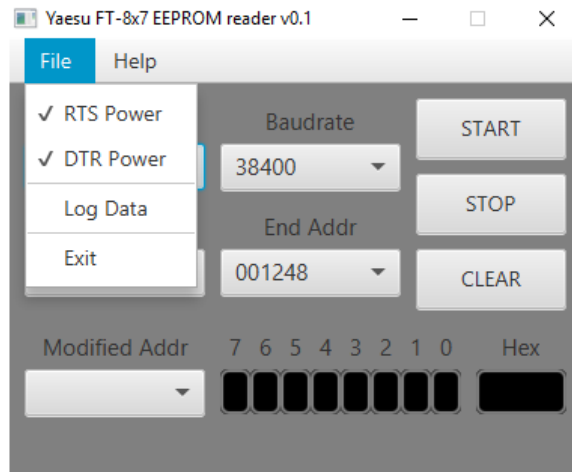 Yaesu FT-8x7 EEPROM reader v0.1
File Help
✓ RTS Power
✓ DTR Power
Log Data
Exit
Baudrate
38400
End Addr
001248
START
STOP
CLEAR
Modified Addr 7 6 5 4 3 2 1 0 Hex